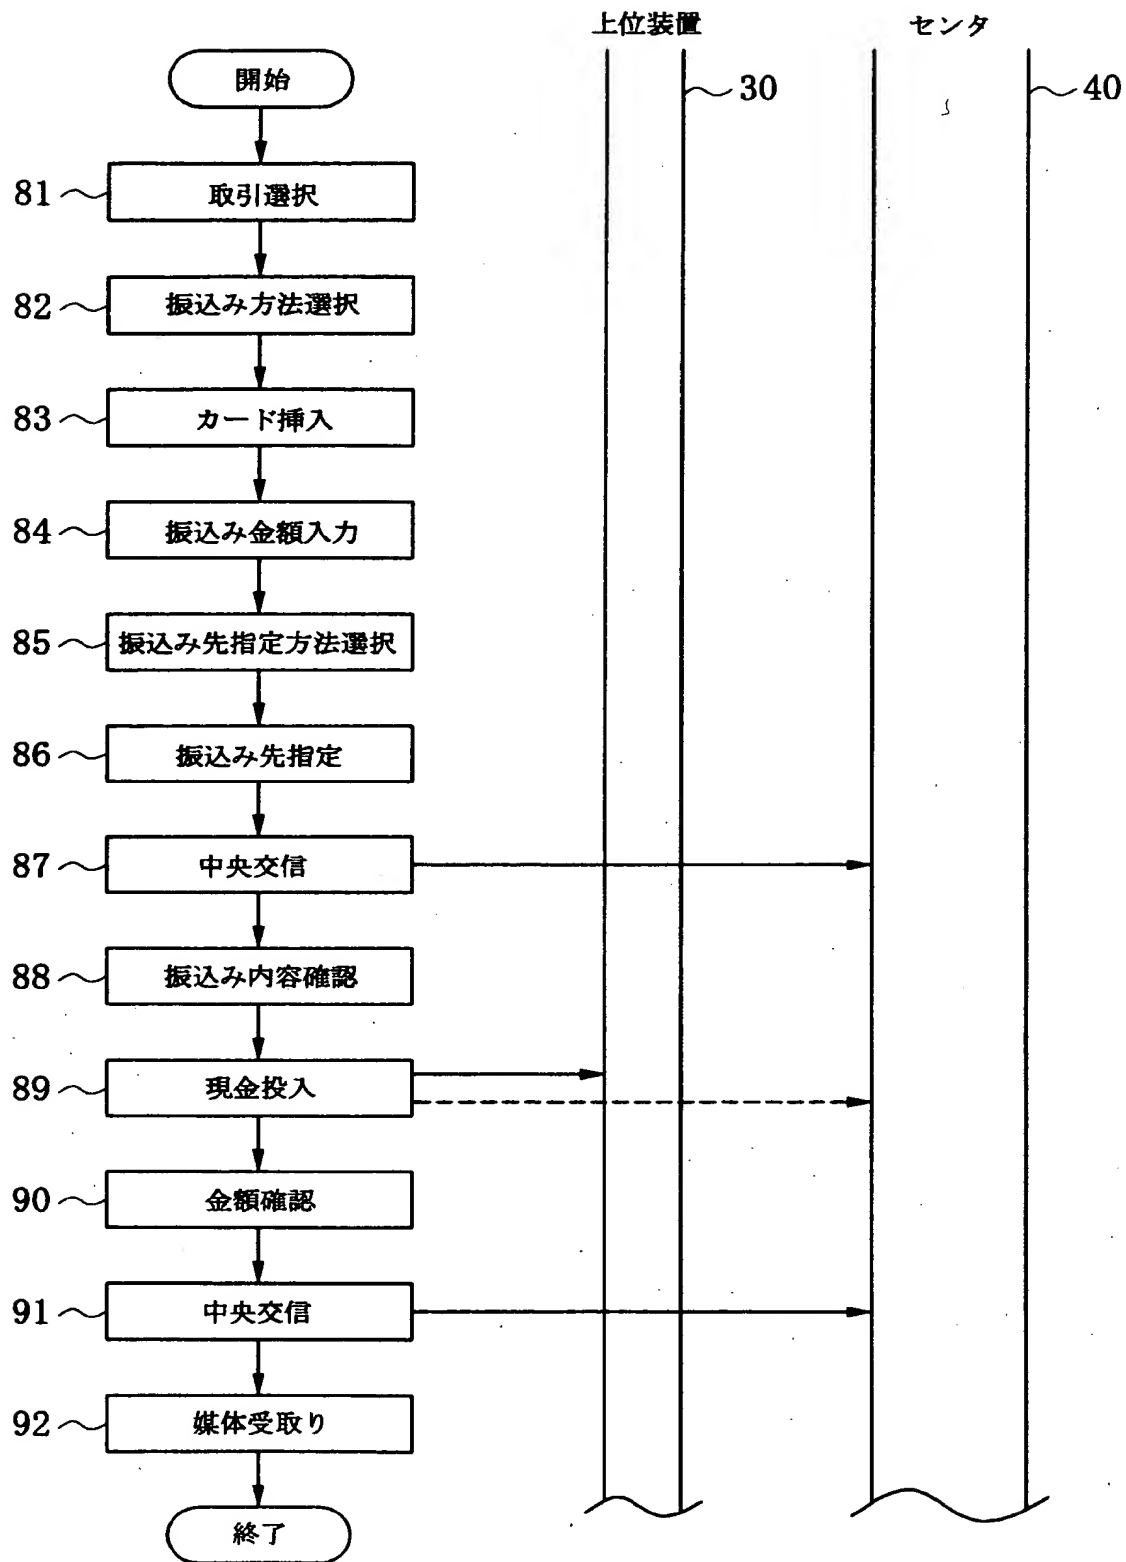 上位装置
センタ
30
40
開始
81
取引選択
82
振込み方法選択
83
カード挿入
84
振込み金額入力
85
振込み先指定方法選択
86
振込み先指定
87
中央交信
88
振込み内容確認
89
現金投入
90
金額確認
91
中央交信
92
媒体受取り
終了